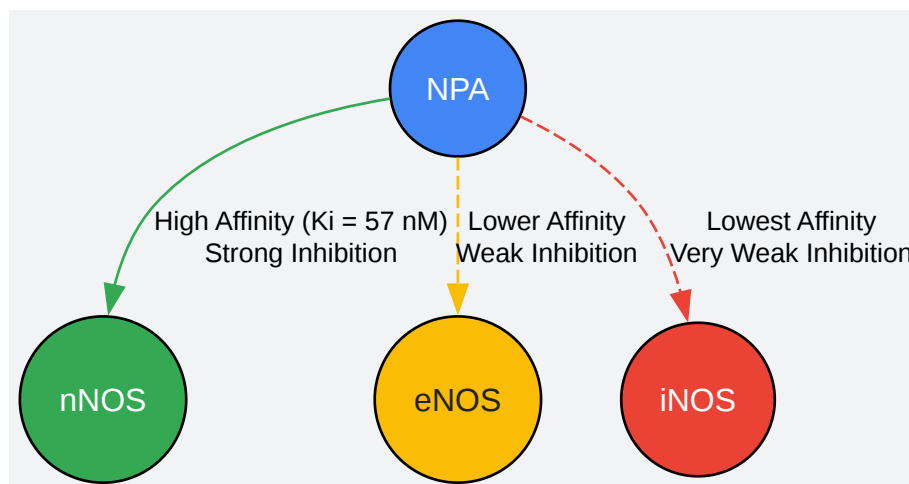 NPA
High Affinity (Ki = 57 nM)
Strong Inhibition
Lower Affinity
Weak Inhibition
Lowest Affinity
Very Weak Inhibition
nNOS
eNOS
iNOS